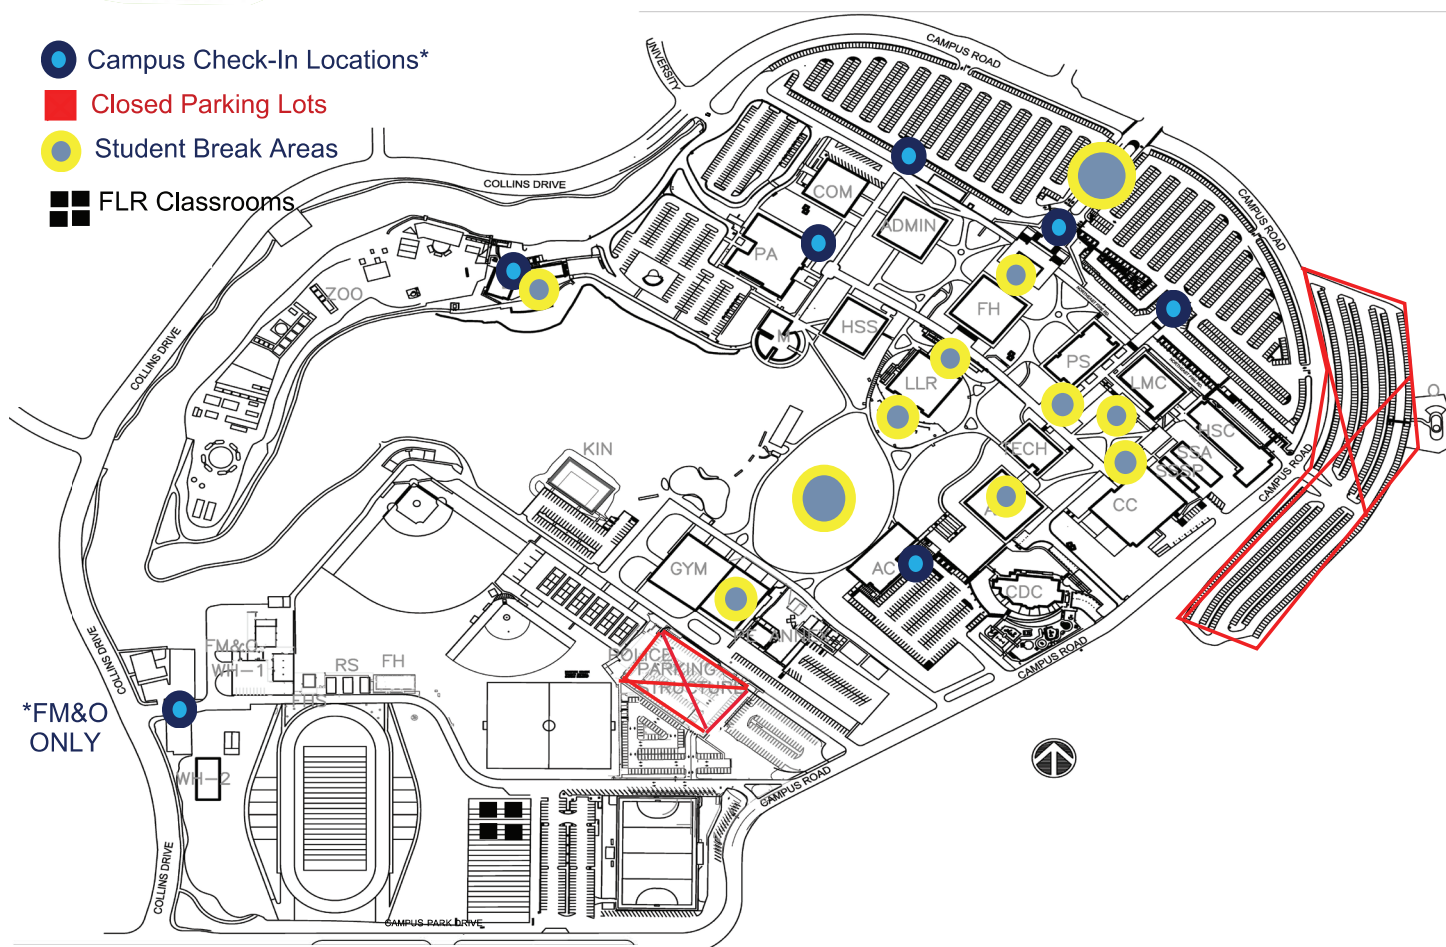 Campus Check-In Locations*
Closed Parking Lots
Student Break Areas
FLR Classrooms
UNIVERSITY
CAMPUS ROAD
COLLINS DRIVE
CAMPUS ROAD
COM
ADMIN
PA
ZOO
FH
HSS
M
PS
LLR
LMC
COLLINS DRIVE
HSC
TECH
SSA
KIN
CAMPUS ROAD
CC
GYM
AC
CDC
PE ANNEX
CAMPUS ROAD
COLLINS DRIVE
FM&O
WH-1
RS
FH
POLICE
PARKING
STRUCTURE
*FM&O
ONLY
WH-2
CAMPUS ROAD
COLLINS DRIVE
CAMPUS PARK DRIVE